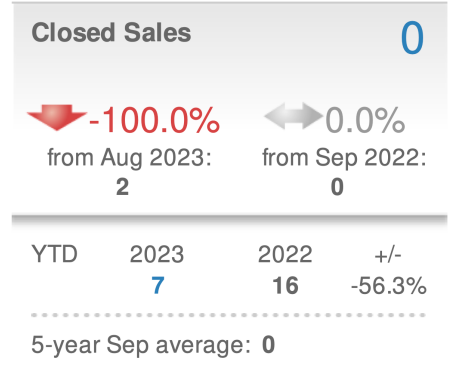 Closed Sales 0
-100.0% 0.0%
from Aug 2023: from Sep 2022:
2 0
YTD 2023 2022 +/-
7 16 -56.3%
5-year Sep average: 0